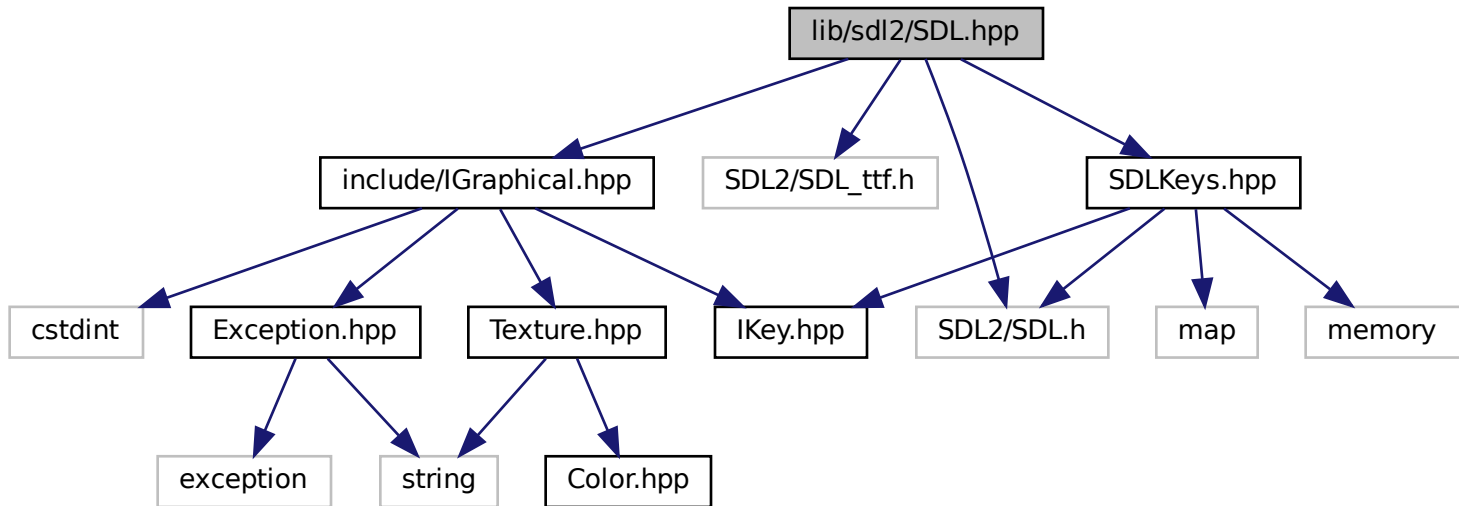 lib/sdl2/SDL.hpp
include/IGraphical.hpp
SDL2/SDL_ttf.h
SDLKeys.hpp
cstdint
Exception.hpp
Texture.hpp
IKey.hpp
SDL2/SDL.h
map
memory
exception
string
Color.hpp